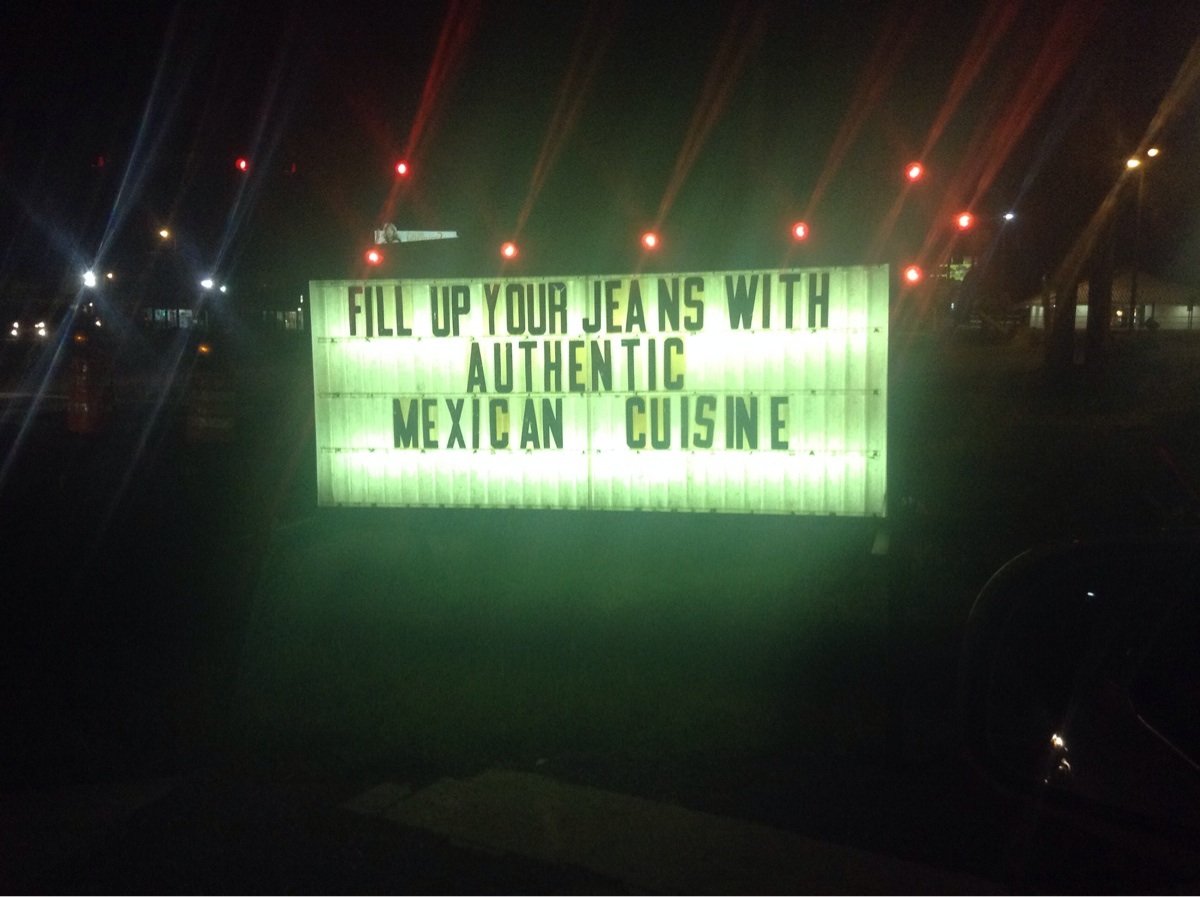 FILL UP YOUR JEANS WITH
AUTHENTIC
MEXICAN CUISINE